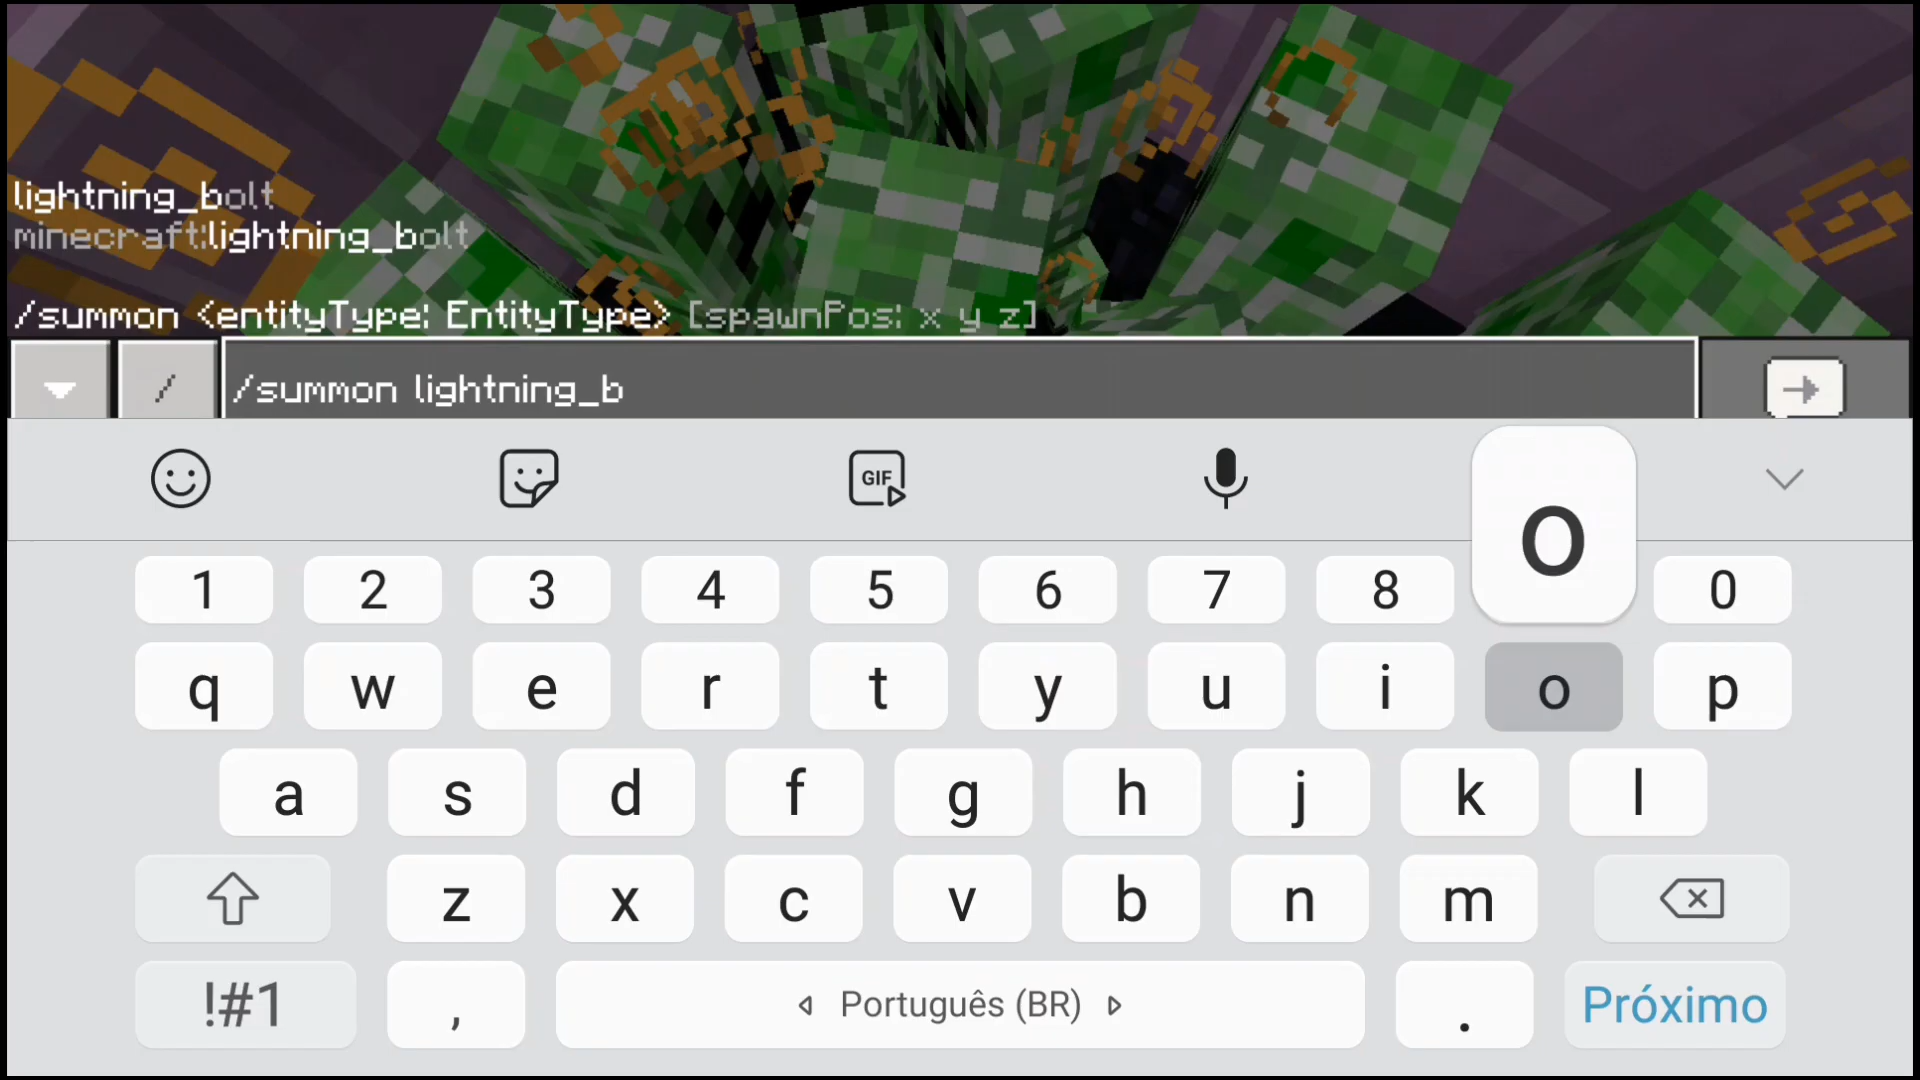 lightning_bolt
minecraft:lightning_bolt
/summon <entityType: EntityType> [spawnPos: x y z]
/ /summon lightning_b
GIF
o
1 2 3 4 5 6 7 8 0
q w e r t y u i o p
a s d f g h j k l
z x c v b n m
!#1 , Português (BR) . Próximo